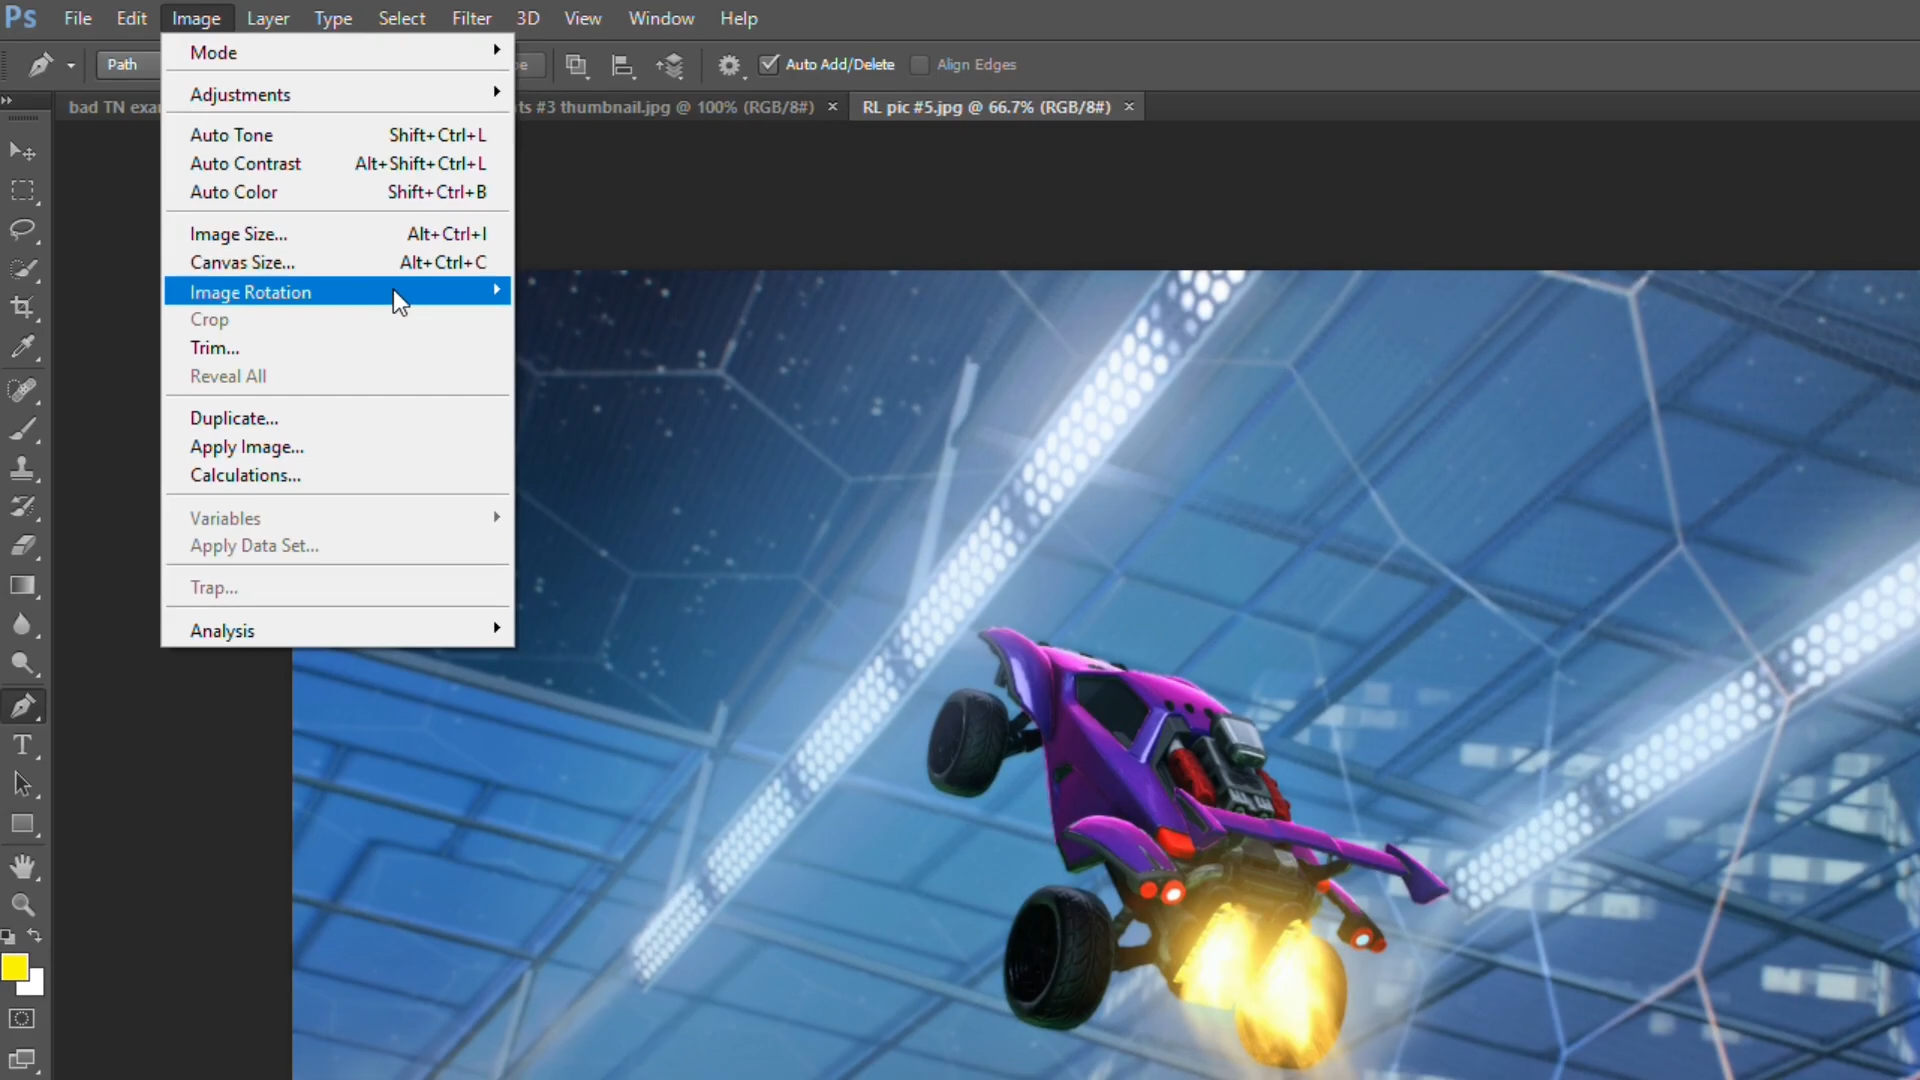 Ps File Edit Image Layer Type Select Filter 3D View Window Help
Path Auto Add/Delete Align Edges
bad TN exa ts #3 thumbnail.jpg @ 100% (RGB/8#) × RL pic #5.jpg @ 66.7% (RGB/8#) ×
Mode
Adjustments
Auto Tone Shift+Ctrl+L
Auto Contrast Alt+Shift+Ctrl+L
Auto Color Shift+Ctrl+B
Image Size... Alt+Ctrl+I
Canvas Size... Alt+Ctrl+C
Image Rotation
Crop
Trim...
Reveal All
Duplicate...
Apply Image...
Calculations...
Variables
Apply Data Set...
Trap...
Analysis